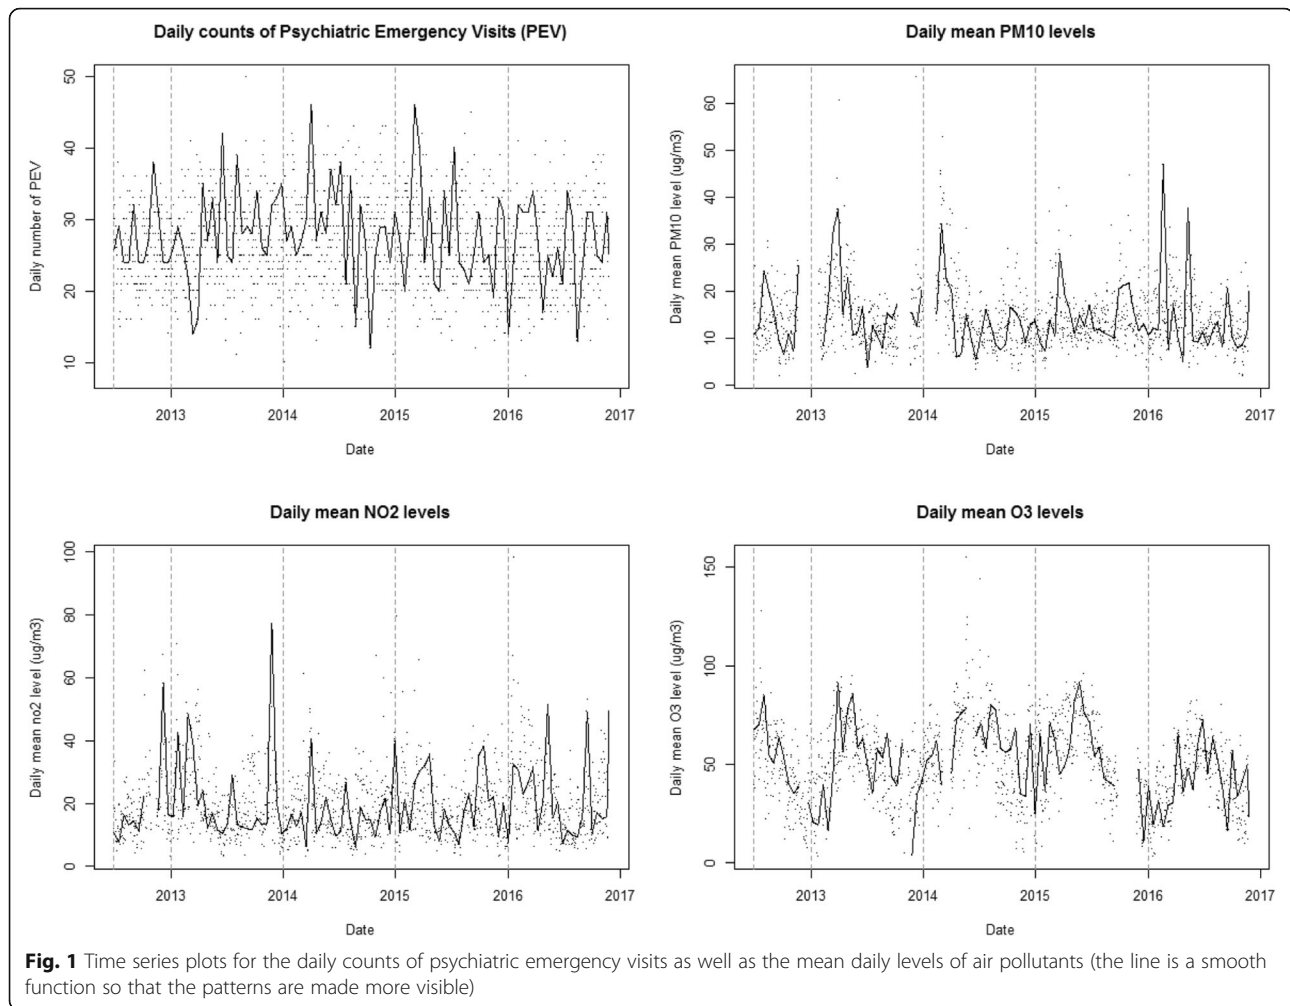 Daily counts of Psychiatric Emergency Visits (PEV)
Daily number of PEV
50
40
30
20
10
2013 2014 2015 2016 2017
Date
Daily mean PM10 levels
Daily mean PM10 level (ug/m3)
60
50
40
30
20
10
0
2013 2014 2015 2016 2017
Date
Daily mean NO2 levels
Daily mean no2 level (ug/m3)
100
80
60
40
20
0
2013 2014 2015 2016 2017
Date
Daily mean O3 levels
Daily mean O3 level (ug/m3)
150
100
50
0
2013 2014 2015 2016 2017
Date
Fig. 1 Time series plots for the daily counts of psychiatric emergency visits as well as the mean daily levels of air pollutants (the line is a smooth
function so that the patterns are made more visible)